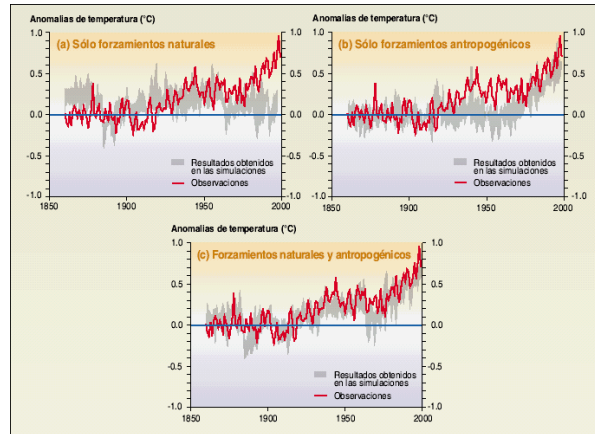 Anomalías de temperatura (°C)
1.0
0.5
0.0
-0.5
-1.0
(a) Sólo forzamientos naturales
Resultados obtenidos
en las simulaciones
Observaciones
1.0
0.5
0.0
-0.5
-1.0
1850
1900
1950
2000
Anomalías de temperatura (°C)
1.0
0.5
0.0
-0.5
-1.0
(b) Sólo forzamientos antropogénicos
Resultados obtenidos
en las simulaciones
Observaciones
1.0
0.5
0.0
-0.5
-1.0
1850
1900
1950
2000
Anomalías de temperatura (°C)
1.0
0.5
0.0
-0.5
-1.0
(c) Forzamientos naturales y antropogénicos
Resultados obtenidos
en las simulaciones
Observaciones
1.0
0.5
0.0
-0.5
-1.0
1850
1900
1950
2000